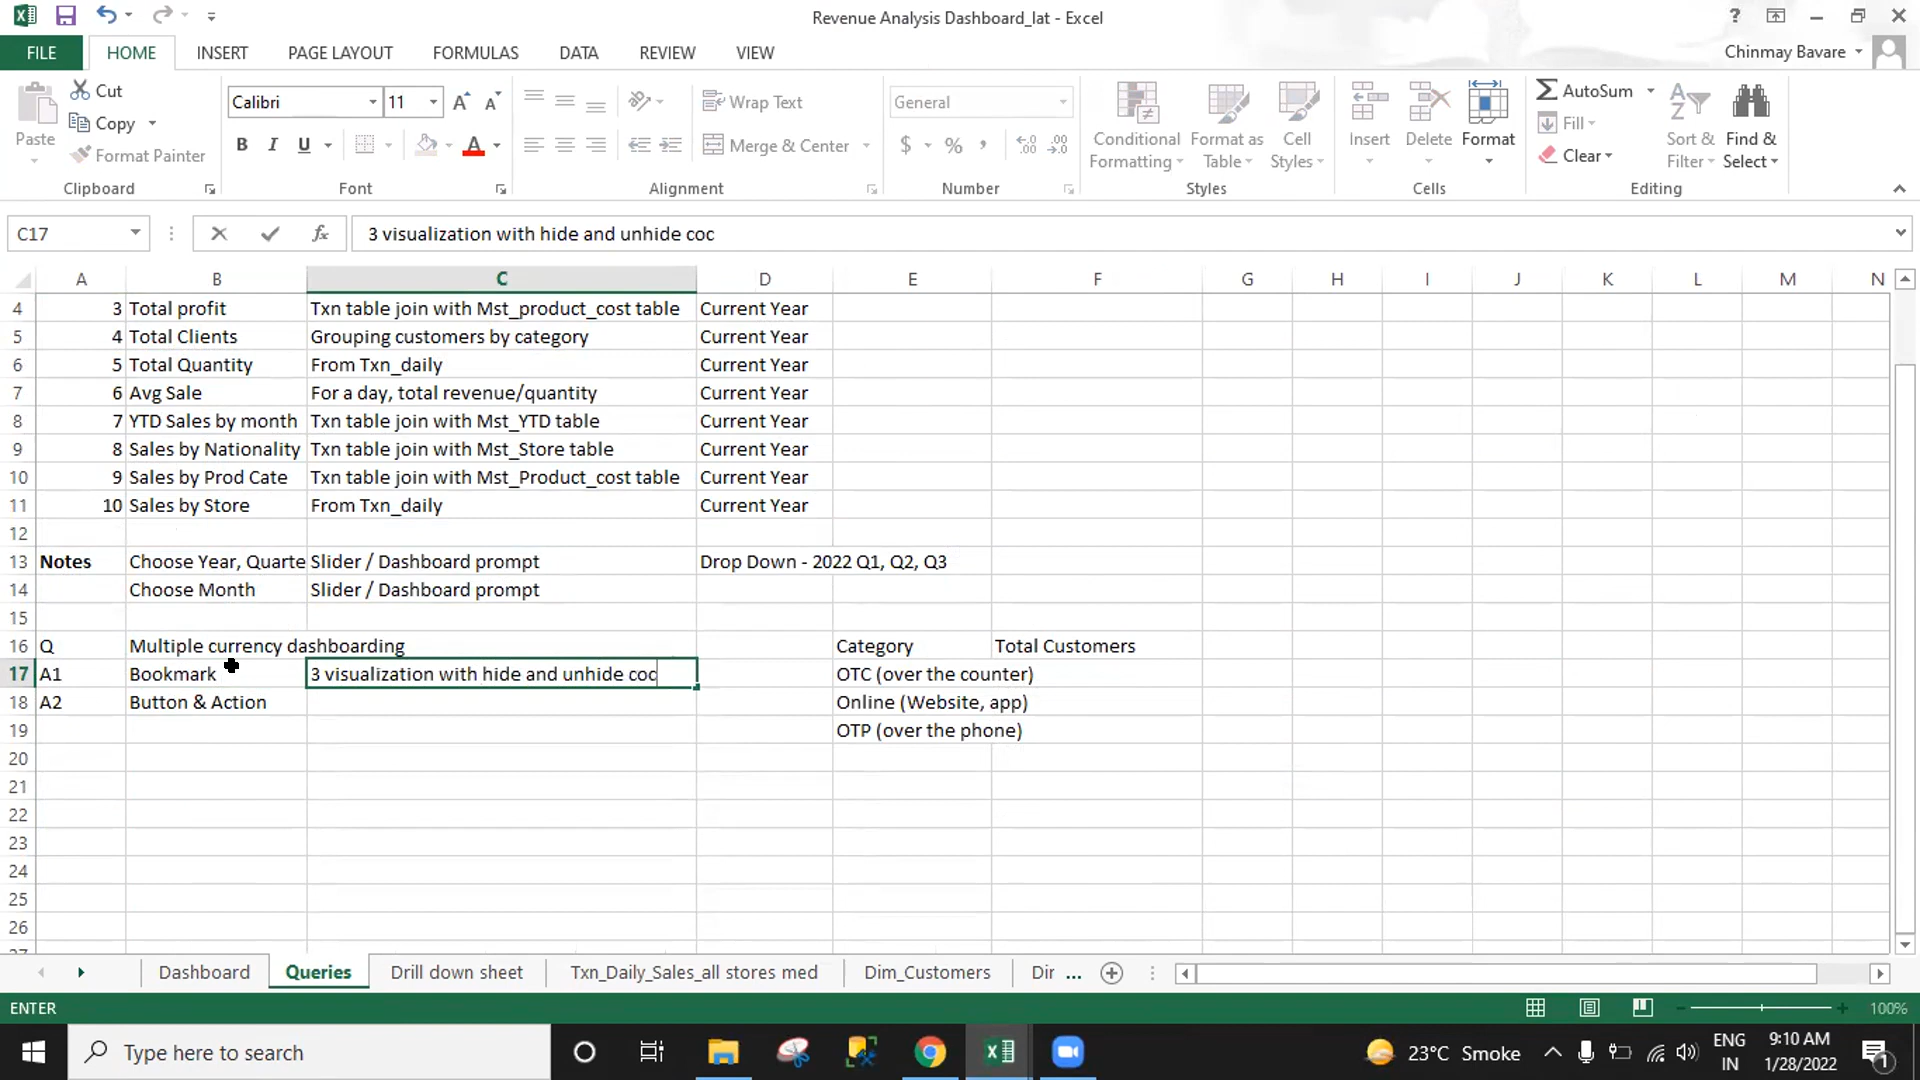 Revenue Analysis Dashboard_lat - Excel
?
FILE HOME INSERT PAGE LAYOUT FORMULAS DATA REVIEW VIEW
Chinmay Bavare
Paste
Cut
Copy
Format Painter
Clipboard
Calibri 11
B I U A
Font
Wrap Text
Merge & Center
Alignment
General
$ % ,
Number
Conditional Formatting
Format as Table
Cell Styles
Styles
Insert
Delete
Format
Cells
AutoSum
Fill
Clear
Sort & Filter
Find & Select
Editing
C17 fx 3 visualization with hide and unhide coc
A B C D E F G H I J K L M N
4 3 Total profit Txn table join with Mst_product_cost table Current Year
5 4 Total Clients Grouping customers by category Current Year
6 5 Total Quantity From Txn_daily Current Year
7 6 Avg Sale For a day, total revenue/quantity Current Year
8 7 YTD Sales by month Txn table join with Mst_YTD table Current Year
9 8 Sales by Nationality Txn table join with Mst_Store table Current Year
10 9 Sales by Prod Cate Txn table join with Mst_Product_cost table Current Year
11 10 Sales by Store From Txn_daily Current Year
12
13 Notes Choose Year, Quarte Slider / Dashboard prompt Drop Down - 2022 Q1, Q2, Q3
14 Choose Month Slider / Dashboard prompt
15
16 Q Multiple currency dashboarding Category Total Customers
17 A1 Bookmark 3 visualization with hide and unhide coc OTC (over the counter)
18 A2 Button & Action Online (Website, app)
19 OTP (over the phone)
20
21
22
23
24
25
26
Dashboard Queries Drill down sheet Txn_Daily_Sales_all stores med Dim_Customers Dir ...
ENTER
100%
Type here to search
23°C Smoke
ENG
IN
9:10 AM
1/28/2022
1